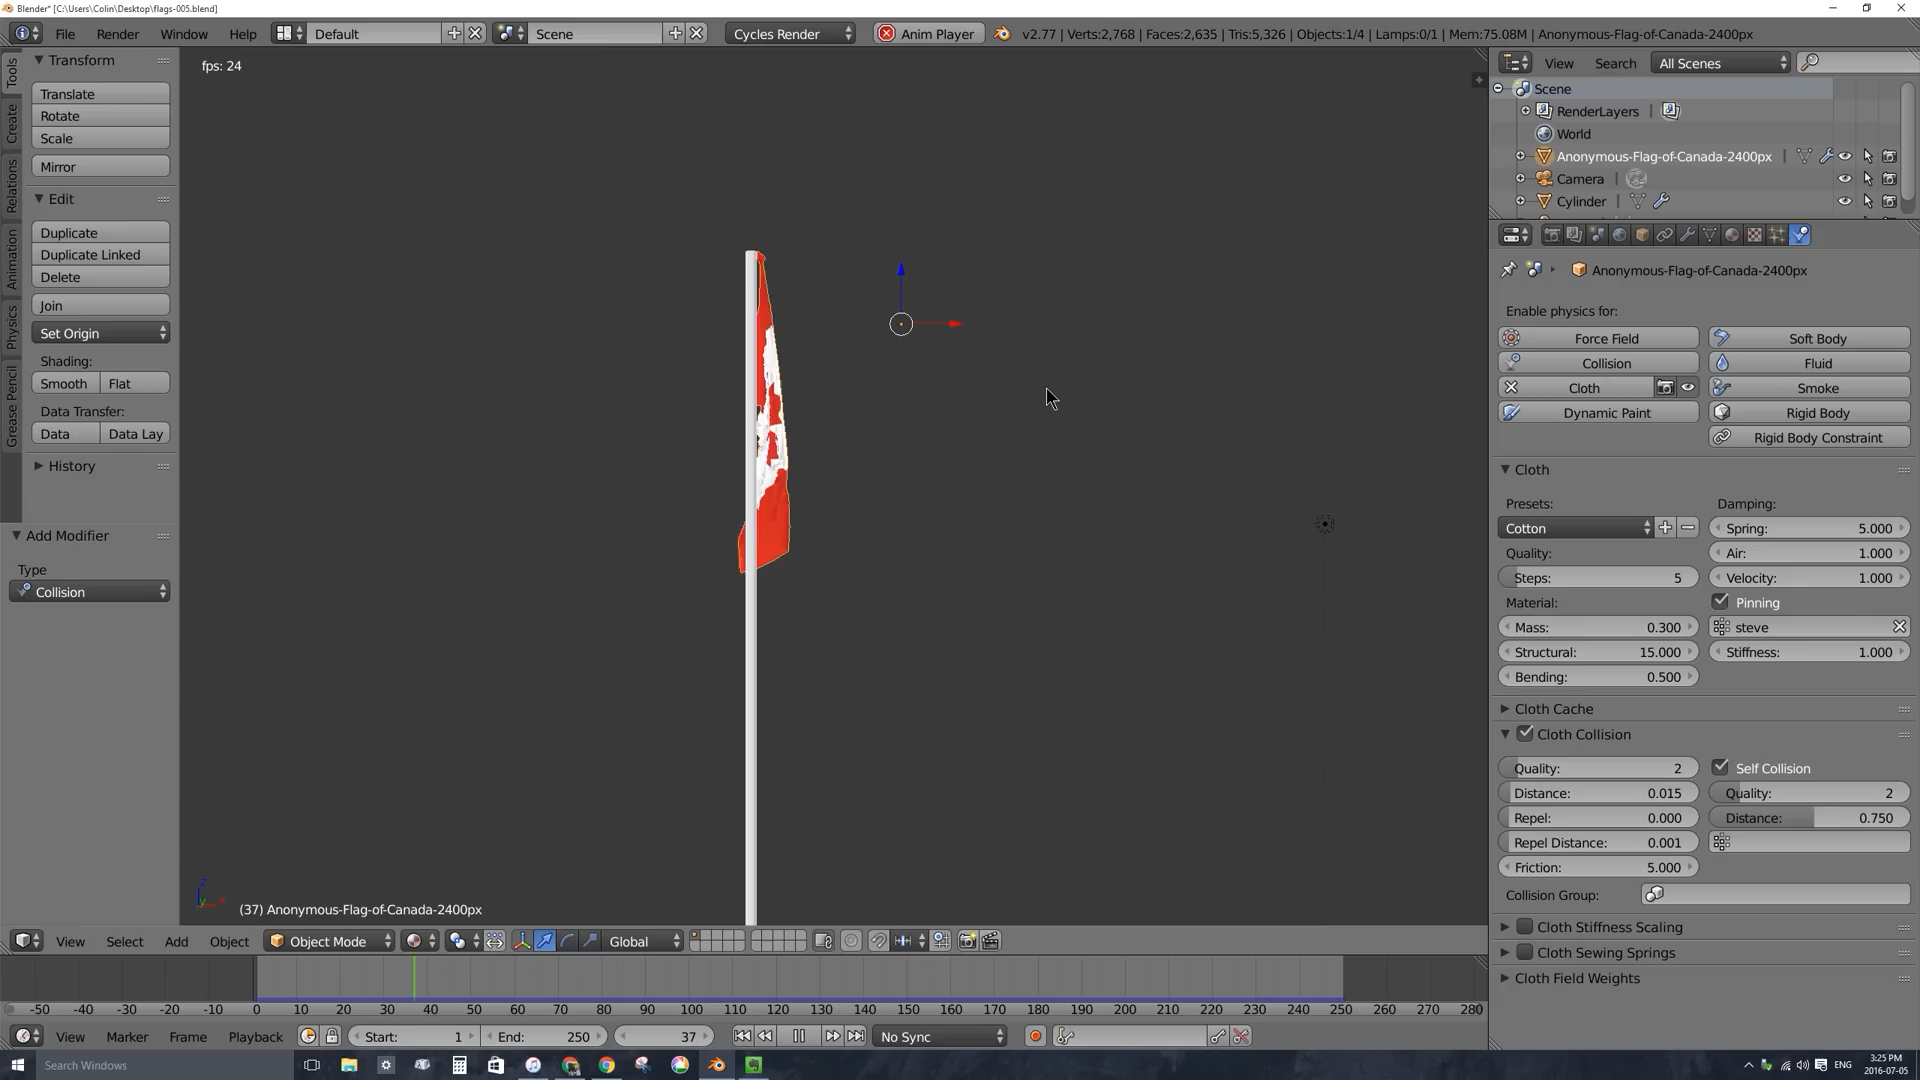 Blender* [C:\Users\Colin\Desktop\flags-005.blend]
File Render Window Help Default Scene Cycles Render Anim Player v2.77 | Verts:2,768 | Faces:2,635 | Tris:5,326 | Objects:1/4 | Lamps:0/1 | Mem:75.08M | Anonymous-Flag-of-Canada-2400px
fps: 24
Tools
Create
Relations
Animation
Physics
Grease Pencil
Transform
Translate
Rotate
Scale
Mirror
Edit
Duplicate
Duplicate Linked
Delete
Join
Set Origin
Shading:
Smooth Flat
Data Transfer:
Data Data Lay
History
Add Modifier
Type
Collision
z
(37) Anonymous-Flag-of-Canada-2400px
View Search All Scenes
Scene
RenderLayers |
World
Anonymous-Flag-of-Canada-2400px |
Camera |
Cylinder |
Anonymous-Flag-of-Canada-2400px
Enable physics for:
Force Field Soft Body
Collision Fluid
Cloth Smoke
Dynamic Paint Rigid Body
Rigid Body Constraint
Cloth
Presets: Damping:
Cotton Spring: 5.000
Quality: Air: 1.000
Steps: 5 Velocity: 1.000
Material: Pinning
Mass: 0.300 steve
Structural: 15.000 Stiffness: 1.000
Bending: 0.500
Cloth Cache
Cloth Collision
Quality: 2 Self Collision
Distance: 0.015 Quality: 2
Repel: 0.000 Distance: 0.750
Repel Distance: 0.001
Friction: 5.000
Collision Group:
Cloth Stiffness Scaling
Cloth Sewing Springs
Cloth Field Weights
View Select Add Object Object Mode Global
-50 -40 -30 -20 -10 0 10 20 30 40 50 60 70 80 90 100 110 120 130 140 150 160 170 180 190 200 210 220 230 240 250 260 270 280
View Marker Frame Playback Start: 1 End: 250 37 No Sync
Search Windows
ENG
3:25 PM
2016-07-05